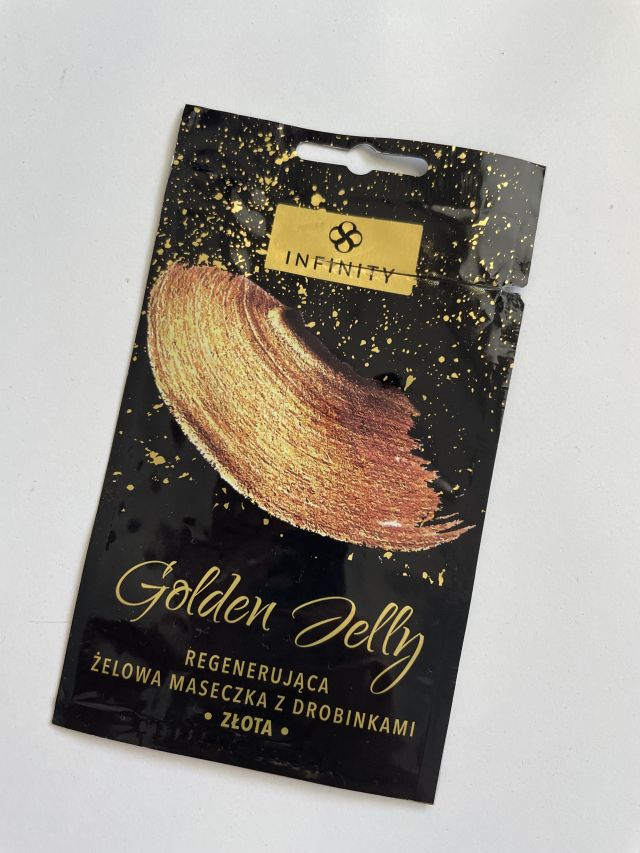 INFINITY
Golden Jelly
REGENERUJĄCA
ŻELOWA MASECZKA Z DROBINKAMI
• ZŁOTA •